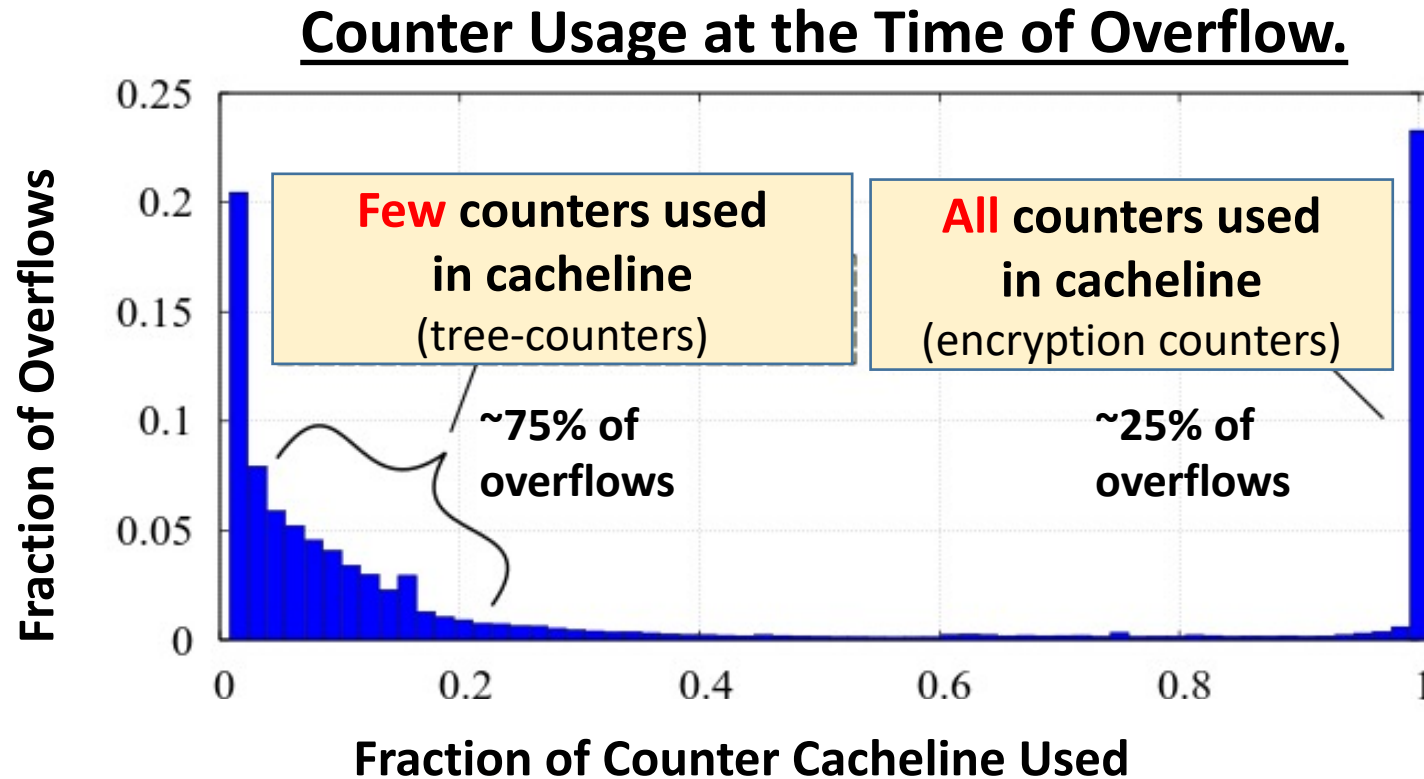 Counter Usage at the Time of Overflow.
0.25
0.2
0.15
0.1
0.05
0
Fraction of Overflows
Few counters used
in cacheline
(tree-counters)
All counters used
in cacheline
(encryption counters)
~75% of
overflows
~25% of
overflows
0 0.2 0.4 0.6 0.8 1
Fraction of Counter Cacheline Used